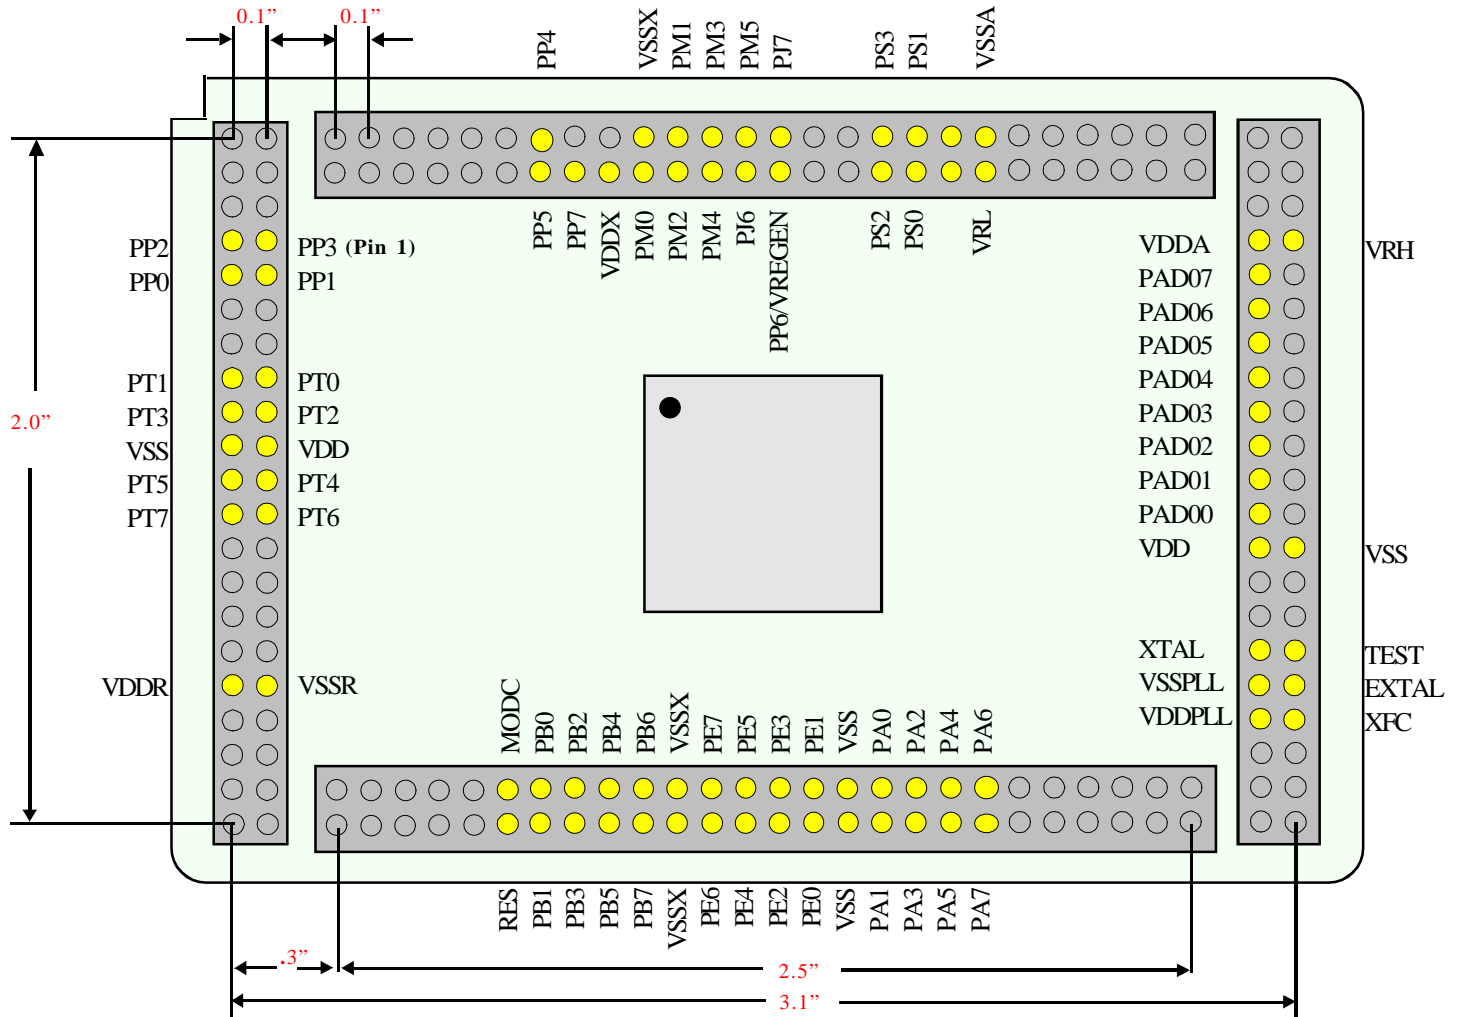 0.1”
0.1”
PP4
VSSX
PM1
PM3
PM5
PJ7
PS3
PS1
VSSA
PP5
PP7
VDDX
PM0
PM2
PM4
PJ6
PP6/VREGEN
PS2
PS0
VRL
PP2
PP3 (Pin 1)
PP0
PP1
PT1
PT0
PT3
PT2
VSS
VDD
PT5
PT4
PT7
PT6
VDDR
VSSR
2.0”
VDDA
VRH
PAD07
PAD06
PAD05
PAD04
PAD03
PAD02
PAD01
PAD00
VDD
VSS
XTAL
TEST
VSSPLL
EXTAL
VDDPLL
XFC
MODC
PB0
PB2
PB4
PB6
VSSX
PE7
PE5
PE3
PE1
VSS
PA0
PA2
PA4
PA6
RES
PB1
PB3
PB5
PB7
VSSX
PE6
PE4
PE2
PE0
VSS
PA1
PA3
PA5
PA7
.3”
2.5”
3.1”